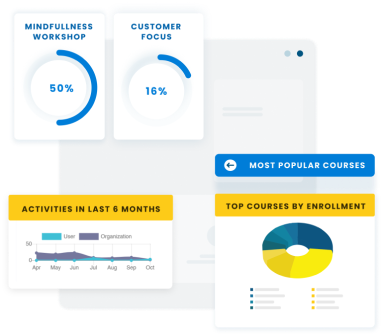 MINDFULLNESS
WORKSHOP
50%
CUSTOMER
FOCUS
16%
MOST POPULAR COURSES
ACTIVITIES IN LAST 6 MONTHS
User Organization
50
0
Apr May Jun Jul Aug Sep Oct
TOP COURSES BY ENROLLMENT